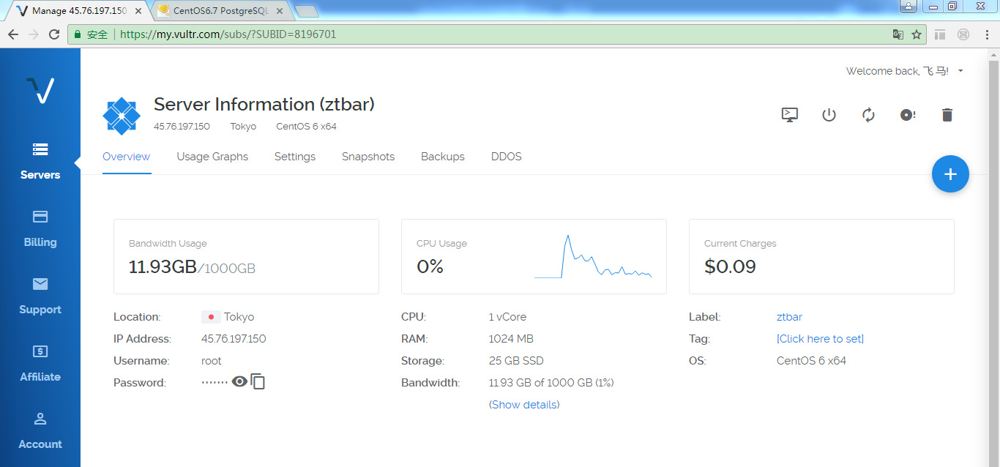 Manage 45.76.197.150
CentOS6.7 PostgreSQL
安全 https://my.vultr.com/subs/?SUBID=8196701
Welcome back, 飞 马!
Server Information (ztbar)
45.76.197.150 Tokyo CentOS 6 x64
Overview Usage Graphs Settings Snapshots Backups DDOS
Servers
Billing
Support
Affiliate
Account
Bandwidth Usage
11.93GB/1000GB
CPU Usage
0%
Current Charges
$0.09
Location: Tokyo
IP Address: 45.76.197.150
Username: root
Password: ·······
CPU: 1 vCore
RAM: 1024 MB
Storage: 25 GB SSD
Bandwidth: 11.93 GB of 1000 GB (1%)
(Show details)
Label: ztbar
Tag: [Click here to set]
OS: CentOS 6 x64